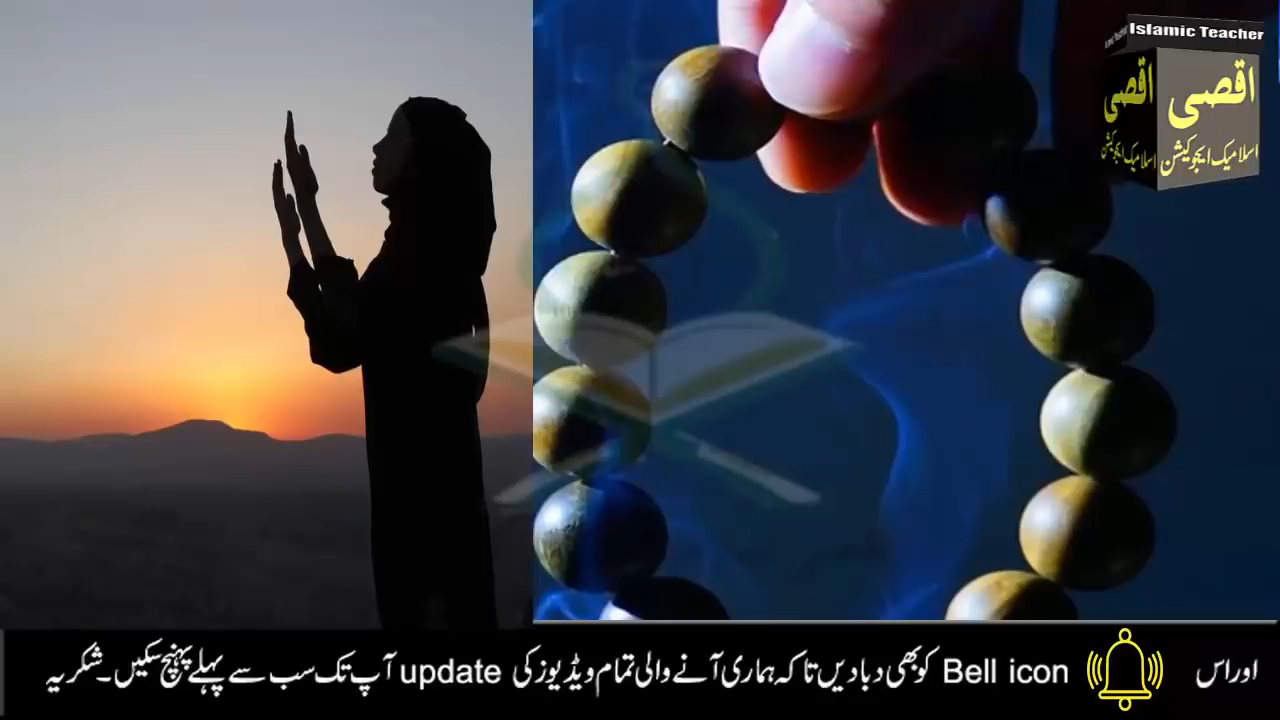 Islamic Teacher
اقصی
اسلامیک ایجوکیشن
اقصی
اسلامیک ایجوکیشن
اور اس Bell icon کو بھی دبا دیں تا کہ ہماری آنے والی تمام ویڈیوز کی update آپ تک سب سے پہلے پہنچ سکیں۔ شکریہ